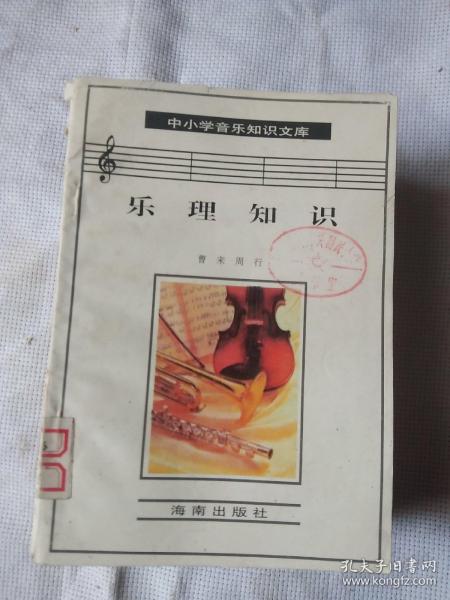 中小学音乐知识文库
乐理知识
曹未周行
海南出版社
孔夫子旧书网
www.kongfz.com